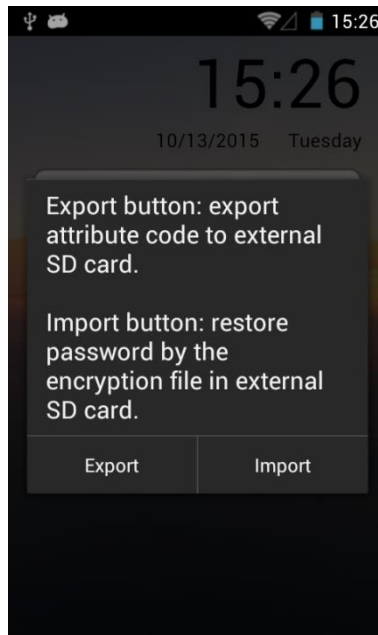 15:26
15:26
10/13/2015 Tuesday
Export button: export
attribute code to external
SD card.
Import button: restore
password by the
encryption file in external
SD card.
Export Import